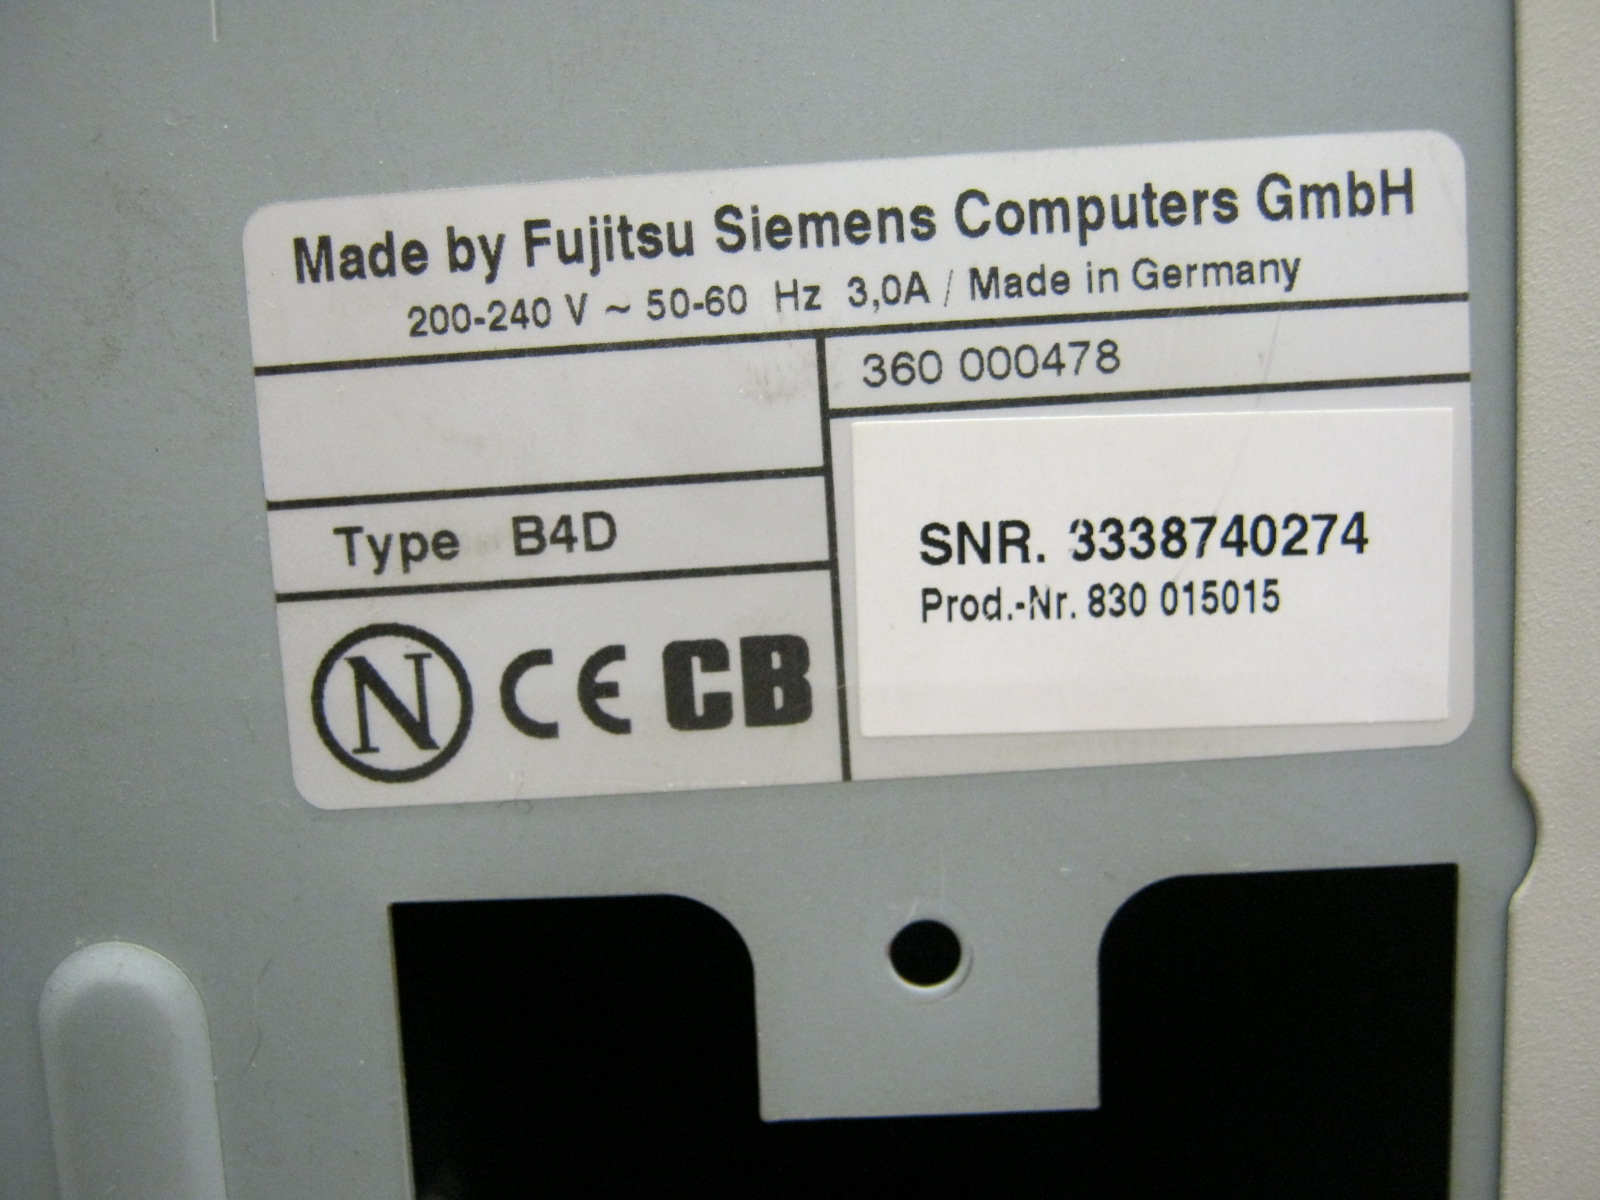 Made by Fujitsu Siemens Computers GmbH
200-240 V ~ 50-60 Hz 3,0A / Made in Germany
360 000478
Type B4D
SNR. 3338740274
Prod.-Nr. 830 015015
N CE CB